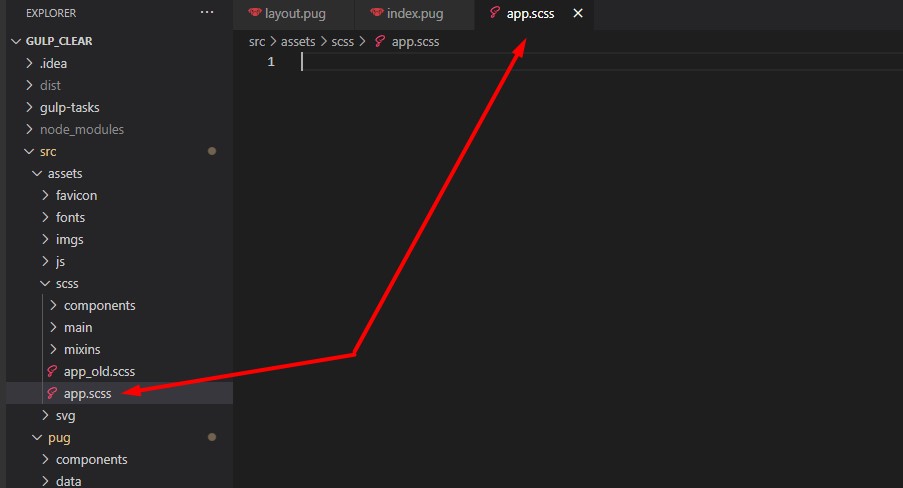 EXPLORER
···
GULP_CLEAR
.idea
dist
gulp-tasks
node_modules
src
assets
favicon
fonts
imgs
js
scss
components
main
mixins
app_old.scss
app.scss
svg
pug
components
data
layout.pug
index.pug
app.scss
src > assets > scss > app.scss
1